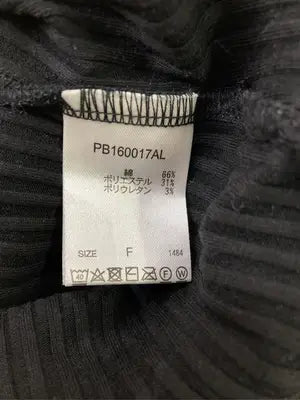 PB160017AL
綿 66%
ポリエステル 31%
ポリウレタン 3%
SIZE F 1484
40 F W